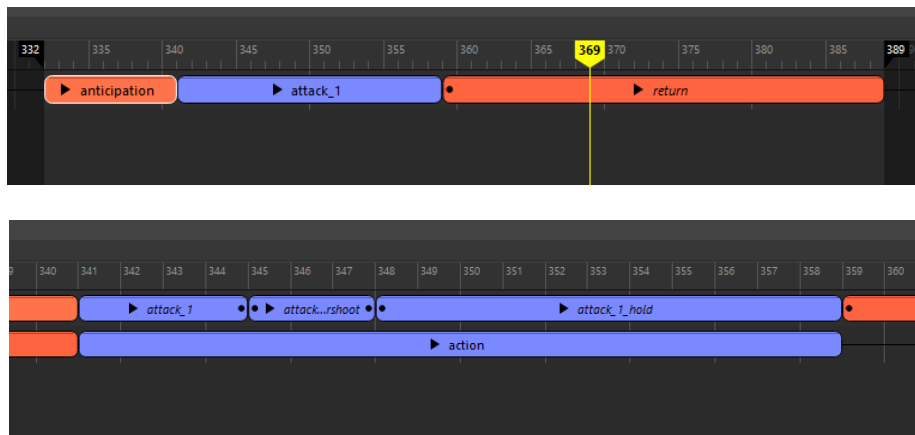 332 335 340 345 350 355 360 365 369 370 375 380 385 389
anticipation attack_1 return
340 341 342 343 344 345 346 347 348 349 350 351 352 353 354 355 356 357 358 359 360
attack_1 attack...rshoot attack_1_hold
action